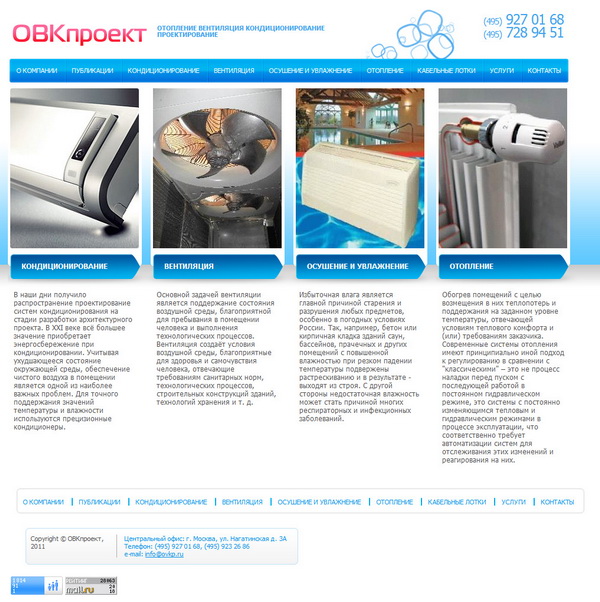 ОВКпроект
ОТОПЛЕНИЕ ВЕНТИЛЯЦИЯ КОНДИЦИОНИРОВАНИЕ
ПРОЕКТИРОВАНИЕ
(495) 927 01 68
(495) 728 94 51
О КОМПАНИИ ПУБЛИКАЦИИ КОНДИЦИОНИРОВАНИЕ ВЕНТИЛЯЦИЯ ОСУШЕНИЕ И УВЛАЖНЕНИЕ ОТОПЛЕНИЕ КАБЕЛЬНЫЕ ЛОТКИ УСЛУГИ КОНТАКТЫ
КОНДИЦИОНИРОВАНИЕ
В наши дни получило
распространение проектирование
систем кондиционирования на
стадии разработки архитектурного
проекта. В XXI веке всё большее
значение приобретает
энергосбережение при
кондиционировании. Учитывая
ухудшающееся состояние
окружающей среды, обеспечение
чистого воздуха в помещении
является одной из наиболее
важных проблем. Для точного
поддержания значений
температуры и влажности
используются прецизионные
кондиционеры.
ВЕНТИЛЯЦИЯ
Основной задачей вентиляции
является поддержание состояния
воздушной среды, благоприятной
для пребывания в помещении
человека и выполнения
технологических процессов.
Вентиляция создаёт условия
воздушной среды, благоприятные
для здоровья и самочувствия
человека, отвечающие
требованиям санитарных норм,
технологических процессов,
строительных конструкций зданий,
технологий хранения и т. д.
ОСУШЕНИЕ И УВЛАЖНЕНИЕ
Избыточная влага является
главной причиной старения и
разрушения любых предметов,
особенно в погодных условиях
России. Так, например, бетон или
кирпичная кладка зданий саун,
бассейнов, прачечных и других
помещений с повышенной
влажностью при резком падении
температуры подвержены
растрескиванию и в результате -
выходят из строя. С другой
стороны недостаточная влажность
может стать причиной многих
респираторных и инфекционных
заболеваний.
ОТОПЛЕНИЕ
Обогрев помещений с целью
возмещения в них теплопотерь и
поддержания на заданном уровне
температуры, отвечающей
условиям теплового комфорта и
(или) требованиям заказчика.
Современные системы отопления
имеют принципиально иной подход
к регулированию в сравнении с
"классическими" – это не процесс
наладки перед пуском с
последующей работой в
постоянном гидравлическом
режиме, это системы с постоянно
изменяющимся тепловым и
гидравлическим режимами в
процессе эксплуатации, что
соответственно требует
автоматизации систем для
отслеживания этих изменений и
реагирования на них.
О КОМПАНИИ ПУБЛИКАЦИИ КОНДИЦИОНИРОВАНИЕ ВЕНТИЛЯЦИЯ ОСУШЕНИЕ И УВЛАЖНЕНИЕ ОТОПЛЕНИЕ КАБЕЛЬНЫЕ ЛОТКИ УСЛУГИ КОНТАКТЫ
Copyright © ОВКпроект,
2011
Центральный офис: г. Москва, ул. Нагатинская д. 3А
Телефоны: (495) 927 01 68, (495) 923 26 86
e-mail: info@ovkp.ru
mail.ru